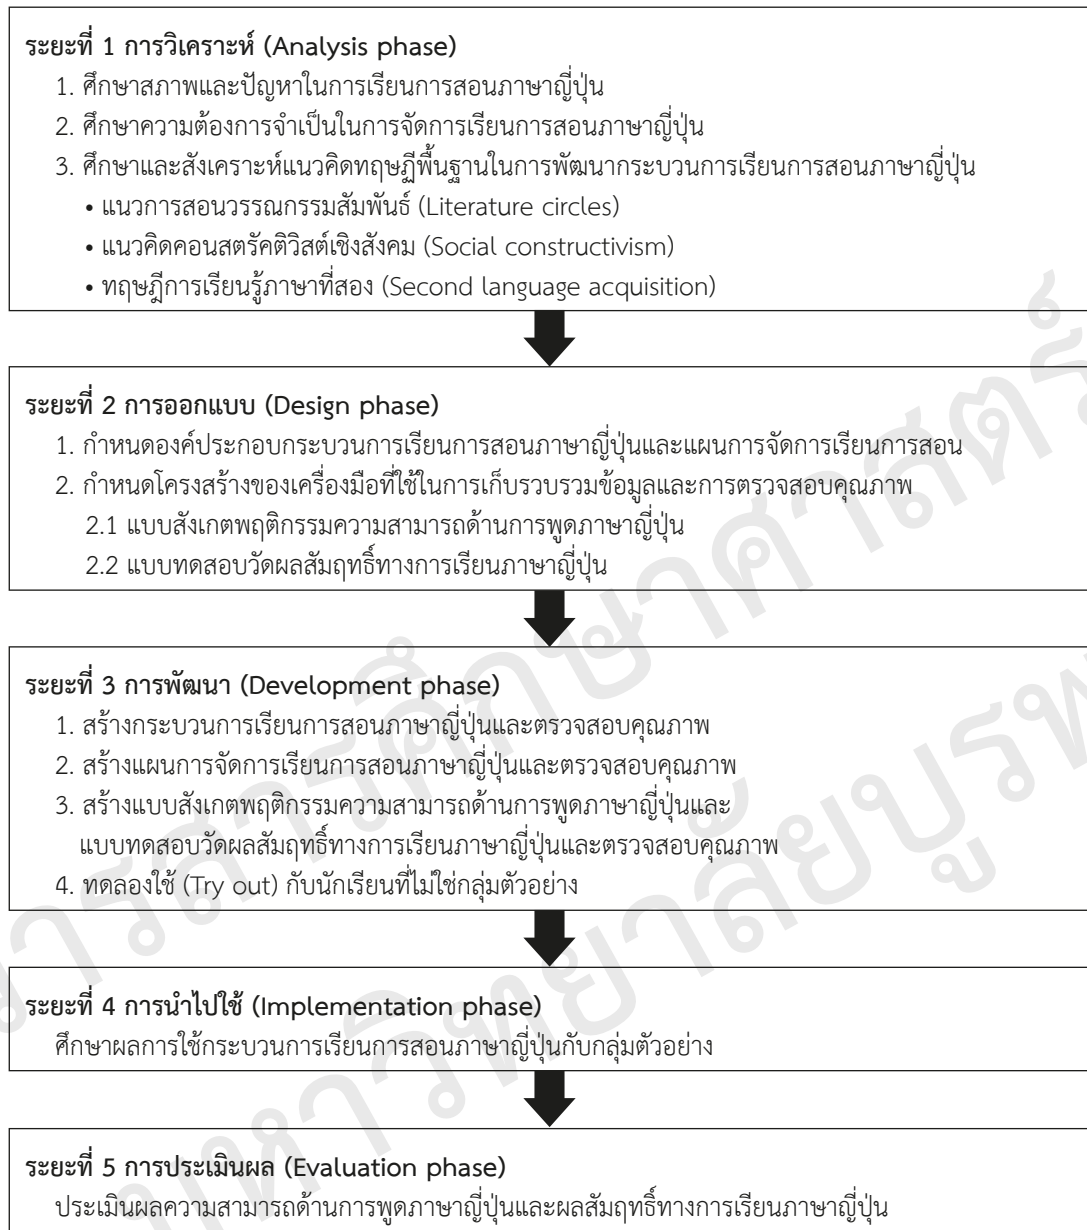 ระยะที่ 1 การวิเคราะห์ (Analysis phase)
1. ศึกษาสภาพและปัญหาในการเรียนการสอนภาษาญี่ปุ่น
2. ศึกษาความต้องการจำเป็นในการจัดการเรียนการสอนภาษาญี่ปุ่น
3. ศึกษาและสังเคราะห์แนวคิดทฤษฏีพื้นฐานในการพัฒนากระบวนการเรียนการสอนภาษาญี่ปุ่น
• แนวการสอนวรรณกรรมสัมพันธ์ (Literature circles)
• แนวคิดคอนสตรัคติวิสต์เชิงสังคม (Social constructivism)
• ทฤษฎีการเรียนรู้ภาษาที่สอง (Second language acquisition)
ระยะที่ 2 การออกแบบ (Design phase)
1. กำหนดองค์ประกอบกระบวนการเรียนการสอนภาษาญี่ปุ่นและแผนการจัดการเรียนการสอน
2. กำหนดโครงสร้างของเครื่องมือที่ใช้ในการเก็บรวบรวมข้อมูลและการตรวจสอบคุณภาพ
2.1 แบบสังเกตพฤติกรรมความสามารถด้านการพูดภาษาญี่ปุ่น
2.2 แบบทดสอบวัดผลสัมฤทธิ์ทางการเรียนภาษาญี่ปุ่น
ระยะที่ 3 การพัฒนา (Development phase)
1. สร้างกระบวนการเรียนการสอนภาษาญี่ปุ่นและตรวจสอบคุณภาพ
2. สร้างแผนการจัดการเรียนการสอนภาษาญี่ปุ่นและตรวจสอบคุณภาพ
3. สร้างแบบสังเกตพฤติกรรมความสามารถด้านการพูดภาษาญี่ปุ่นและ
แบบทดสอบวัดผลสัมฤทธิ์ทางการเรียนภาษาญี่ปุ่นและตรวจสอบคุณภาพ
4. ทดลองใช้ (Try out) กับนักเรียนที่ไม่ใช่กลุ่มตัวอย่าง
ระยะที่ 4 การนำไปใช้ (Implementation phase)
ศึกษาผลการใช้กระบวนการเรียนการสอนภาษาญี่ปุ่นกับกลุ่มตัวอย่าง
ระยะที่ 5 การประเมินผล (Evaluation phase)
ประเมินผลความสามารถด้านการพูดภาษาญี่ปุ่นและผลสัมฤทธิ์ทางการเรียนภาษาญี่ปุ่น